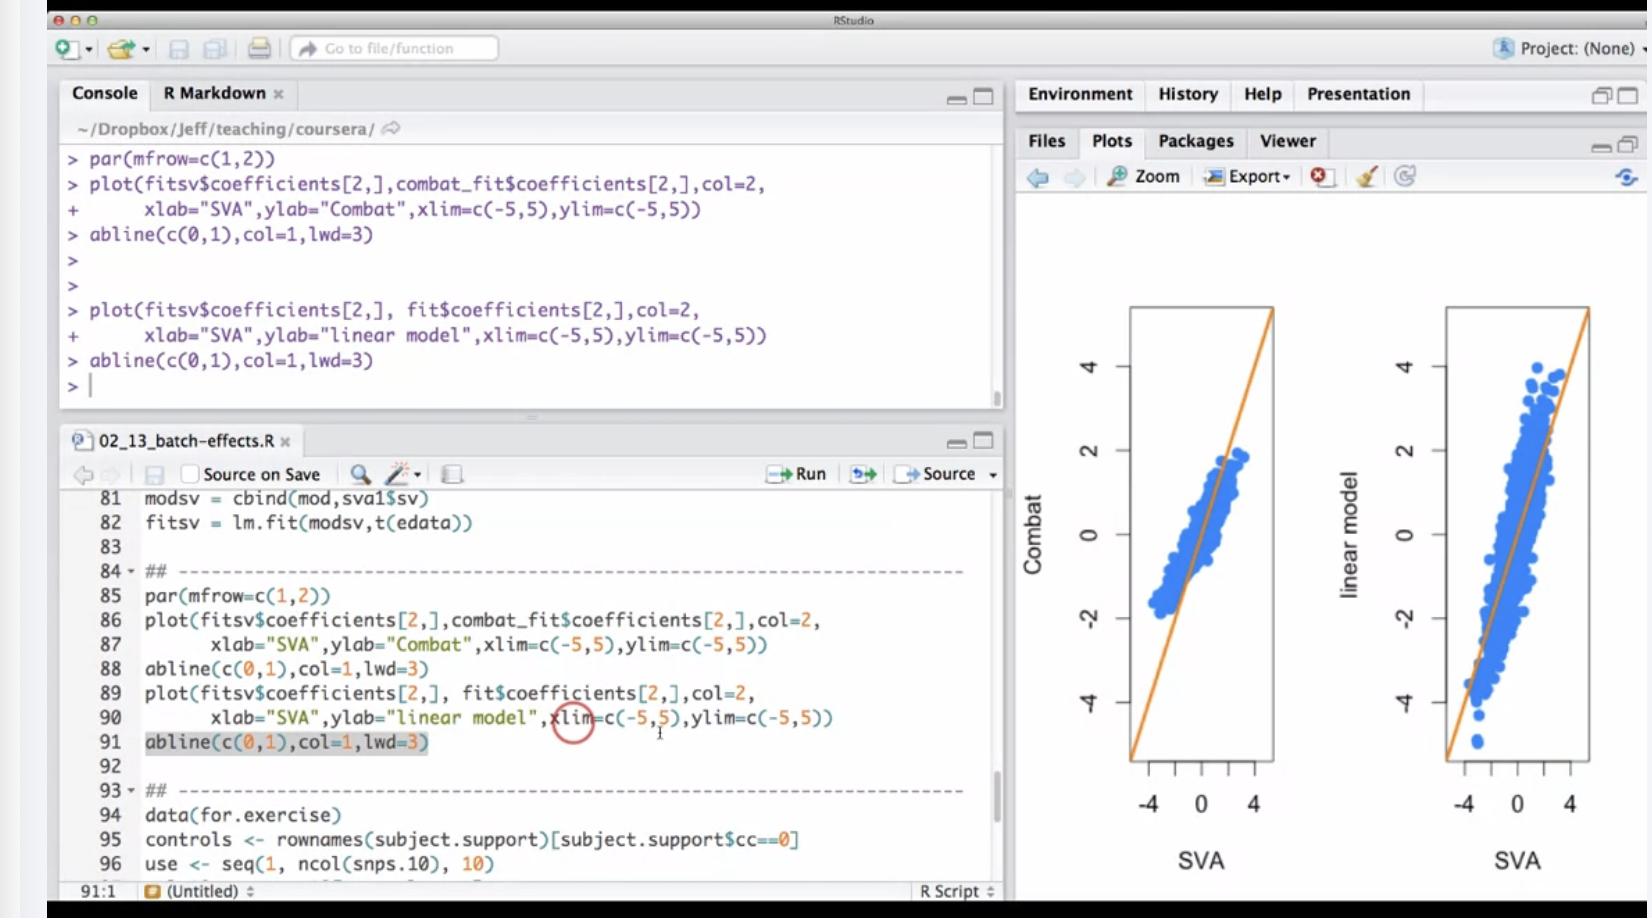 RStudio
Go to file/function
Project: (None)
Console R Markdown
~/Dropbox/Jeff/teaching/coursera/
> par(mfrow=c(1,2))
> plot(fitsv$coefficients[2,],combat_fit$coefficients[2,],col=2,
+ xlab="SVA",ylab="Combat",xlim=c(-5,5),ylim=c(-5,5))
> abline(c(0,1),col=1,lwd=3)
>
>
> plot(fitsv$coefficients[2,], fit$coefficients[2,],col=2,
+ xlab="SVA",ylab="linear model",xlim=c(-5,5),ylim=c(-5,5))
> abline(c(0,1),col=1,lwd=3)
>
02_13_batch-effects.R
Source on Save Run Source
81 modsv = cbind(mod,sva1$sv)
82 fitsv = lm.fit(modsv,t(edata))
83
84 ## --------------------------------------------------------------------------
85 par(mfrow=c(1,2))
86 plot(fitsv$coefficients[2,],combat_fit$coefficients[2,],col=2,
87 xlab="SVA",ylab="Combat",xlim=c(-5,5),ylim=c(-5,5))
88 abline(c(0,1),col=1,lwd=3)
89 plot(fitsv$coefficients[2,], fit$coefficients[2,],col=2,
90 xlab="SVA",ylab="linear model",xlim=c(-5,5),ylim=c(-5,5))
91 abline(c(0,1),col=1,lwd=3)
92
93 ## --------------------------------------------------------------------------
94 data(for.exercise)
95 controls <- rownames(subject.support)[subject.support$cc==0]
96 use <- seq(1, ncol(snps.10), 10)
91:1 (Untitled) R Script
Environment History Help Presentation
Files Plots Packages Viewer
Zoom Export
Combat
4
2
0
-2
-4
-4 0 4
SVA
linear model
4
2
0
-2
-4
-4 0 4
SVA